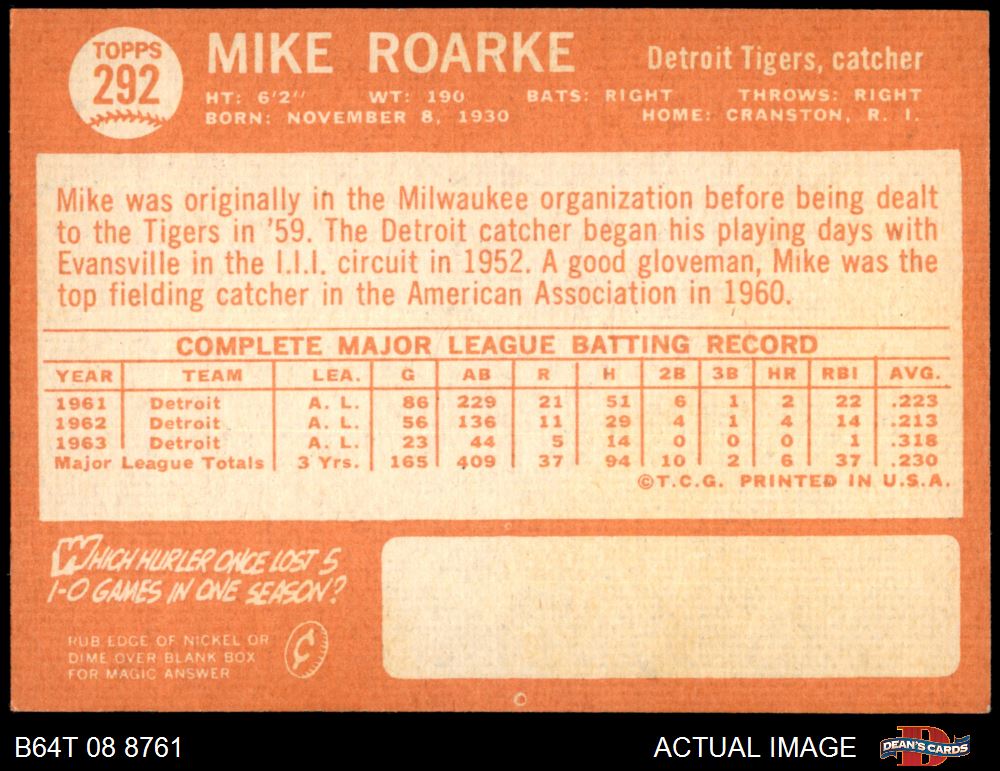 TOPPS
292
MIKE ROARKE
Detroit Tigers, catcher
HT: 6'2" WT: 190 BATS: RIGHT THROWS: RIGHT
BORN: NOVEMBER 8, 1930 HOME: CRANSTON, R. I.
Mike was originally in the Milwaukee organization before being dealt
to the Tigers in '59. The Detroit catcher began his playing days with
Evansville in the I.I.I. circuit in 1952. A good gloveman, Mike was the
top fielding catcher in the American Association in 1960.
COMPLETE MAJOR LEAGUE BATTING RECORD
YEAR TEAM LEA. G AB R H 2B 3B HR RBI AVG.
1961 Detroit A. L. 86 229 21 51 6 1 2 22 .223
1962 Detroit A. L. 56 136 11 29 4 1 4 14 .213
1963 Detroit A. L. 23 44 5 14 0 0 0 1 .318
Major League Totals 3 Yrs. 165 409 37 94 10 2 6 37 .230
©T.C.G. PRINTED IN U.S.A.
WHICH HURLER ONCE LOST 5
1-0 GAMES IN ONE SEASON?
RUB EDGE OF NICKEL OR
DIME OVER BLANK BOX
FOR MAGIC ANSWER
¢
B64T 08 8761
ACTUAL IMAGE
DEAN'S CARDS